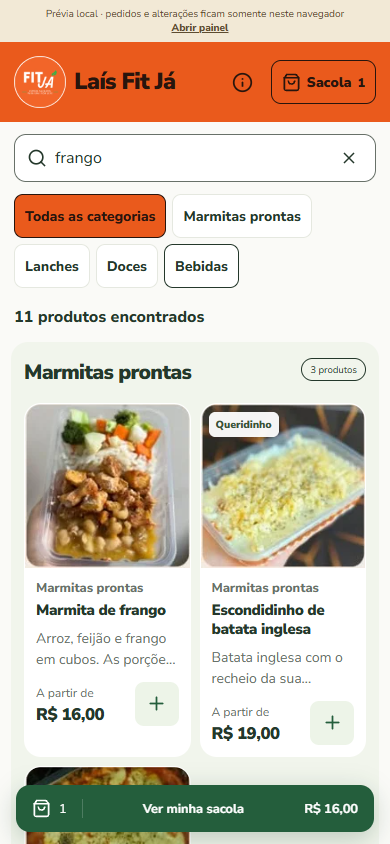 Prévia local · pedidos e alterações ficam somente neste navegador
Abrir painel
FIT
JÁ
Laís Fit Já
Sacola 1
frango
Todas as categorias
Marmitas prontas
Lanches
Doces
Bebidas
11 produtos encontrados
Marmitas prontas
3 produtos
Marmitas prontas
Marmita de frango
Arroz, feijão e frango
em cubos. As porçõe...
A partir de
R$ 16,00
Queridinho
Marmitas prontas
Escondidinho de
batata inglesa
Batata inglesa com o
recheio da sua...
A partir de
R$ 19,00
1
Ver minha sacola
R$ 16,00